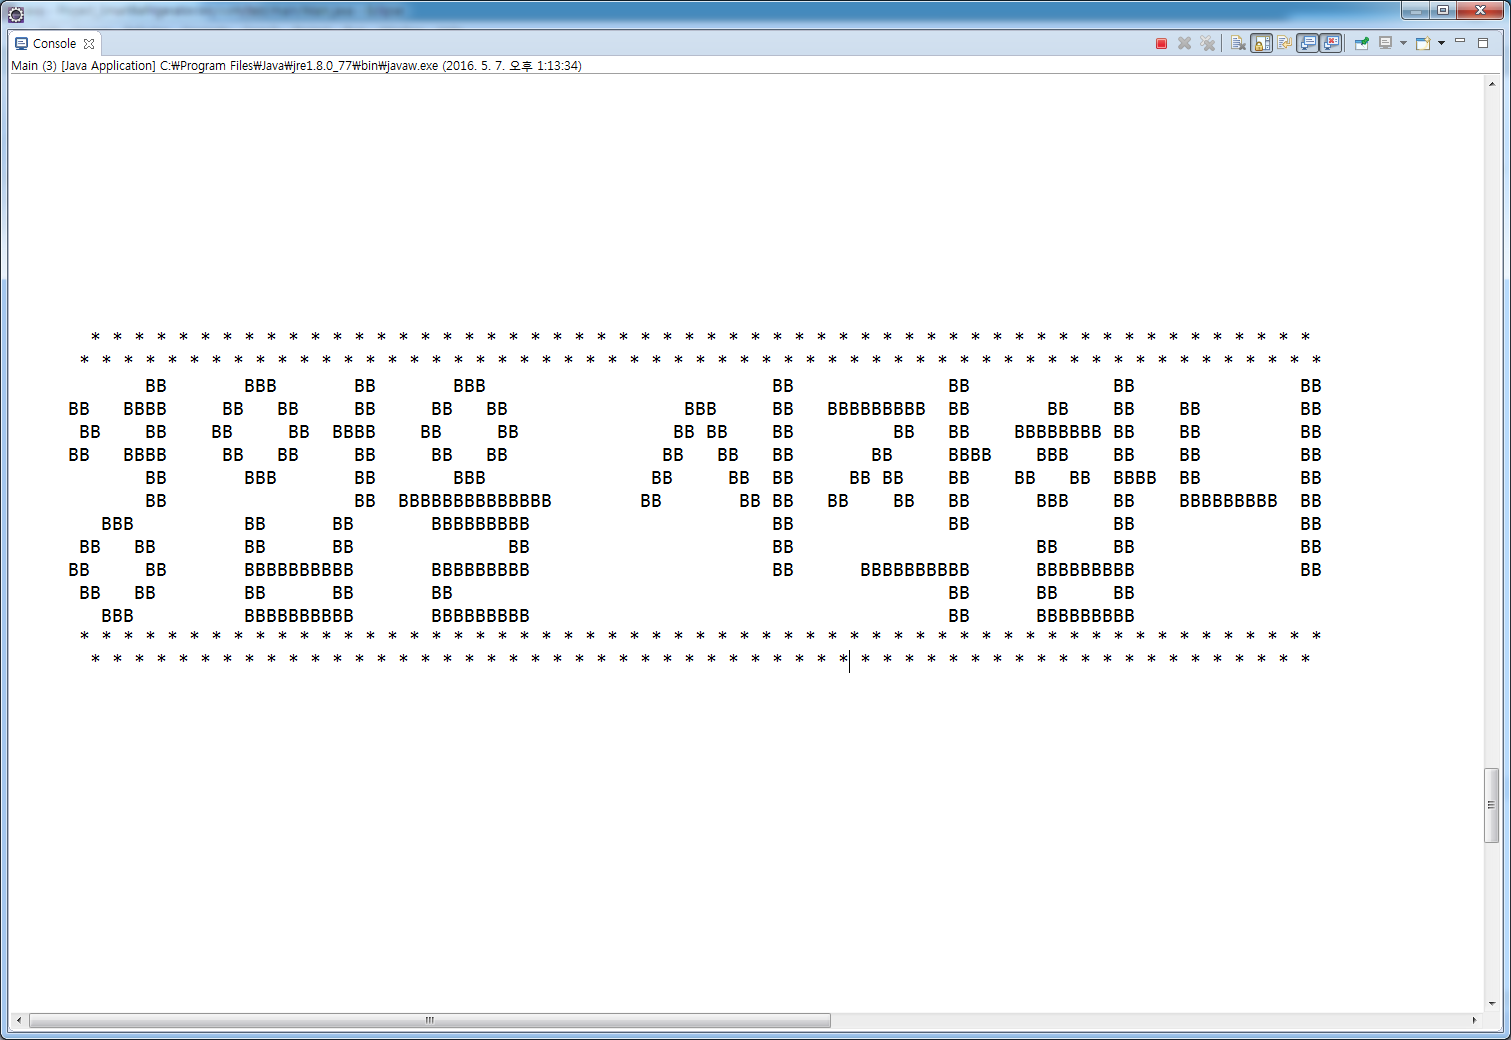 Console
Main (3) [Java Application] C:₩Program Files₩Java₩jre1.8.0_77₩bin₩javaw.exe (2016. 5. 7. 오후 1:13:34)
* * * * * * * * * * * * * * * * * * * * * * * * * * * * * * * * * * * * * * * * * * * * * * * * * * * * * * * *
* * * * * * * * * * * * * * * * * * * * * * * * * * * * * * * * * * * * * * * * * * * * * * * * * * * * * * * * *
BB BBB BB BBB BB BB BB BB
BB BBBB BB BB BB BB BB BBB BB BBBBBBBBB BB BB BB BB BB
BB BB BB BB BBBB BB BB BB BB BB BB BB BBBBBBBB BB BB BB
BB BBBB BB BB BB BB BB BB BB BB BB BBBB BBB BB BB BB
BB BBB BB BBB BB BB BB BB BB BB BB BB BBBB BB BB
BB BB BBBBBBBBBBBBBB BB BB BB BB BB BB BBB BB BBBBBBBBB BB
BBB BB BB BBBBBBBBB BB BB BB BB
BB BB BB BB BB BB BB BB BB
BB BB BBBBBBBBBB BBBBBBBBB BB BBBBBBBBBB BBBBBBBBB BB
BB BB BB BB BB BB BB BB
BBB BBBBBBBBBB BBBBBBBBB BB BBBBBBBBB
* * * * * * * * * * * * * * * * * * * * * * * * * * * * * * * * * * * * * * * * * * * * * * * * * * * * * * * * *
* * * * * * * * * * * * * * * * * * * * * * * * * * * * * * * * * * * * * * * * * * * * * * * * * * * * * * * *